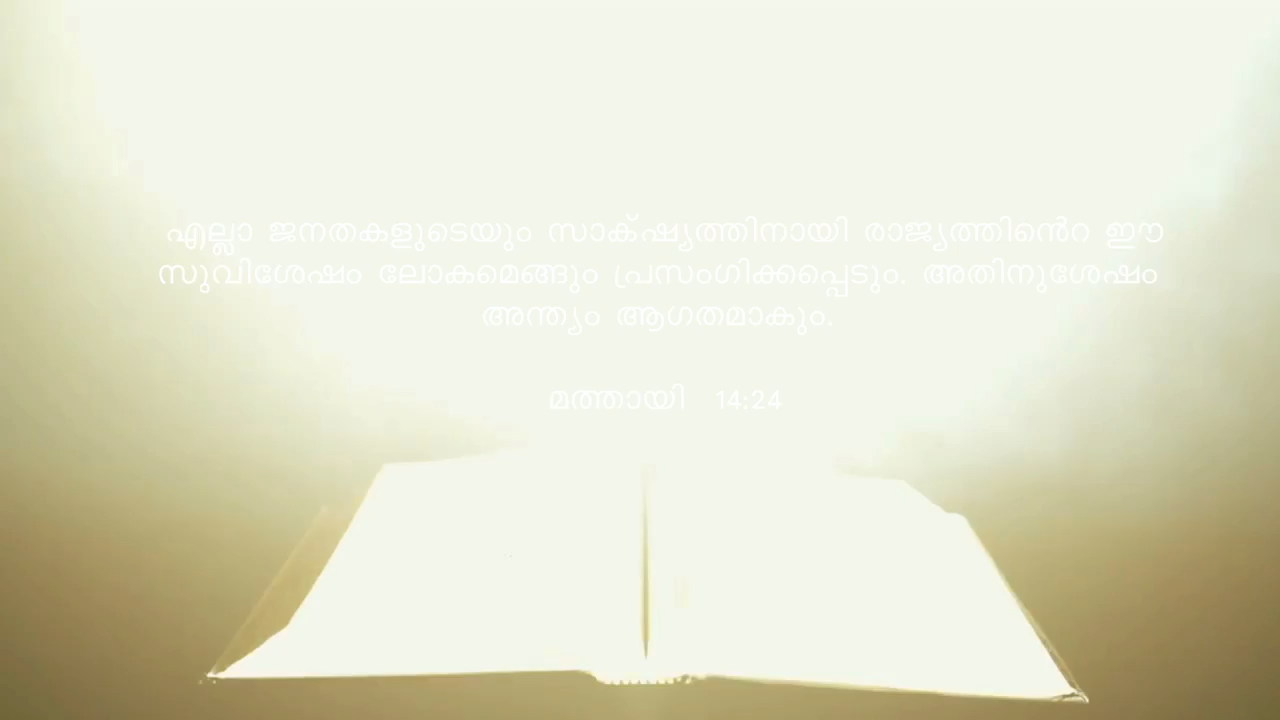 എല്ലാ ജനതകളുടെയും സാക്ഷ്യത്തിനായി രാജ്യത്തിൻെറ ഈ
സുവിശേഷം ലോകമെങ്ങും പ്രസംഗിക്കപ്പെടും. അതിനുശേഷം
അന്ത്യം ആഗതമാകും.
മത്തായി 14:24